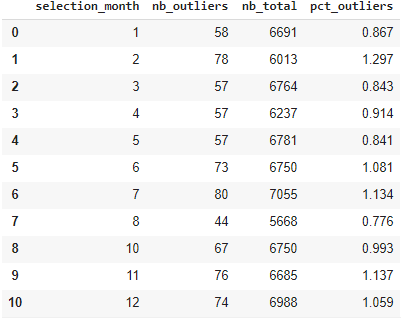 selection_month nb_outliers nb_total pct_outliers
0 1 58 6691 0.867
1 2 78 6013 1.297
2 3 57 6764 0.843
3 4 57 6237 0.914
4 5 57 6781 0.841
5 6 73 6750 1.081
6 7 80 7055 1.134
7 8 44 5668 0.776
8 10 67 6750 0.993
9 11 76 6685 1.137
10 12 74 6988 1.059